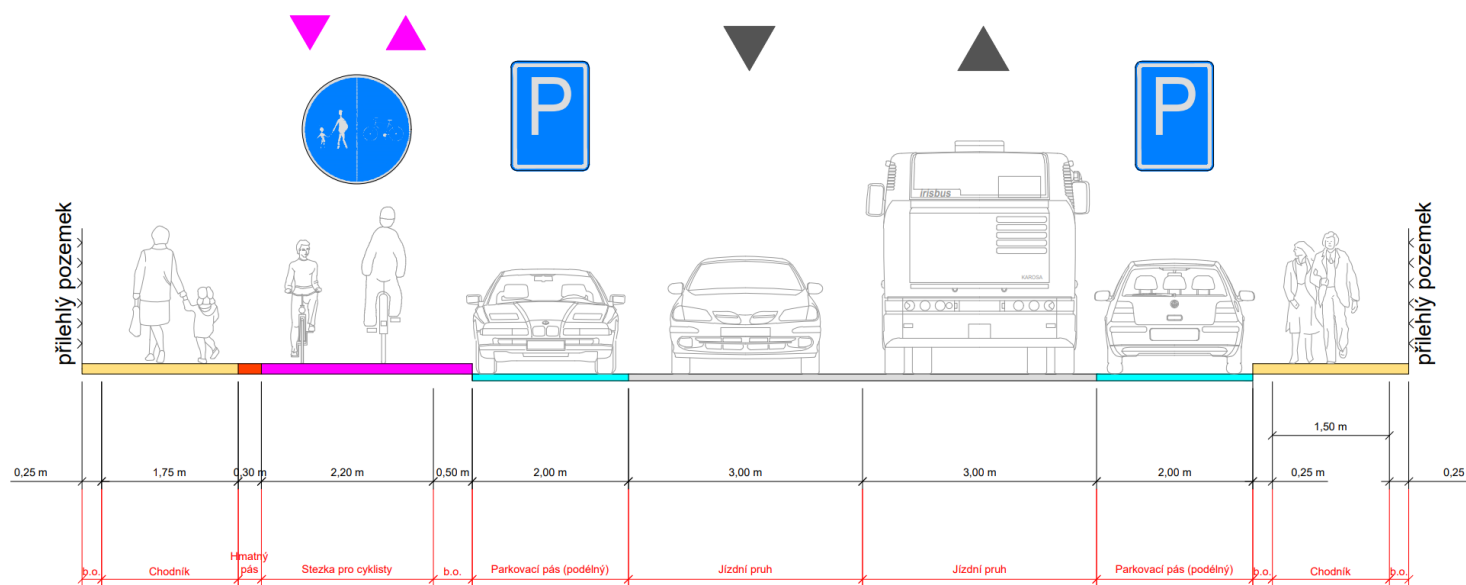 P
P
irisbus
KAROSA
přilehlý pozemek
přilehlý pozemek
1,50 m
0,25 m
1,75 m
0,30 m
2,20 m
0,50 m
2,00 m
3,00 m
3,00 m
2,00 m
0,25 m
0,25
b.o.
Chodník
Hmatný
pás
Stezka pro cyklisty
b.o.
Parkovací pás (podélný)
Jízdní pruh
Jízdní pruh
Parkovací pás (podélný)
b.o.
Chodník
b.o.